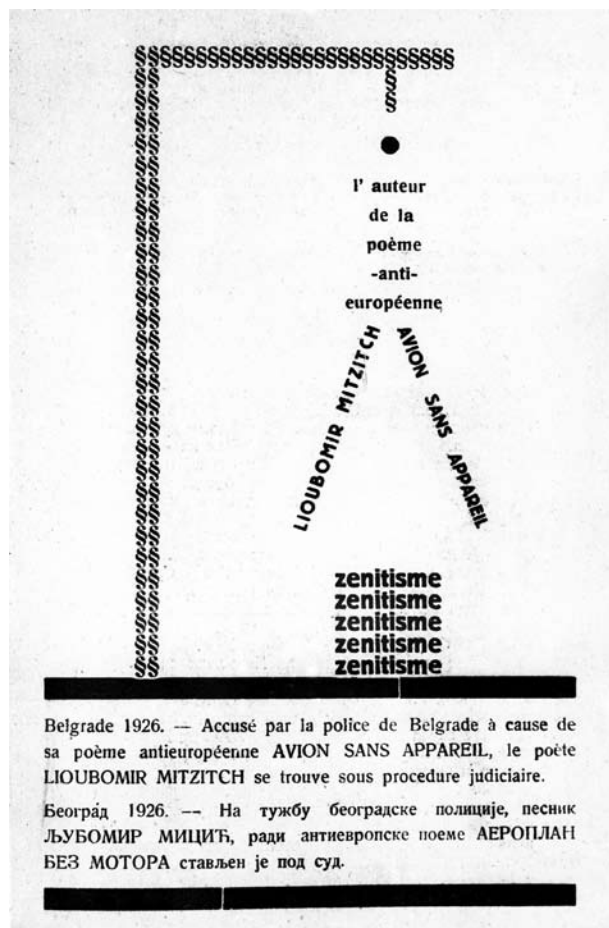 l' auteur
de la
poème
-anti-
européenne
LIOUBOMIR MITZITCH
AVION SANS APPAREIL
zenitisme
zenitisme
zenitisme
zenitisme
zenitisme
Belgrade 1926. — Accusé par la police de Belgrade à cause de
sa poème antieuropéenne AVION SANS APPAREIL, le poète
LIOUBOMIR MITZITCH se trouve sous procedure judiciaire.
Београд 1926. — На тужбу београдске полиције, песник
ЉУБОМИР МИЦИЋ, ради антиевропске поеме АЕРОПЛАН
БЕЗ МОТОРА стављен је под суд.